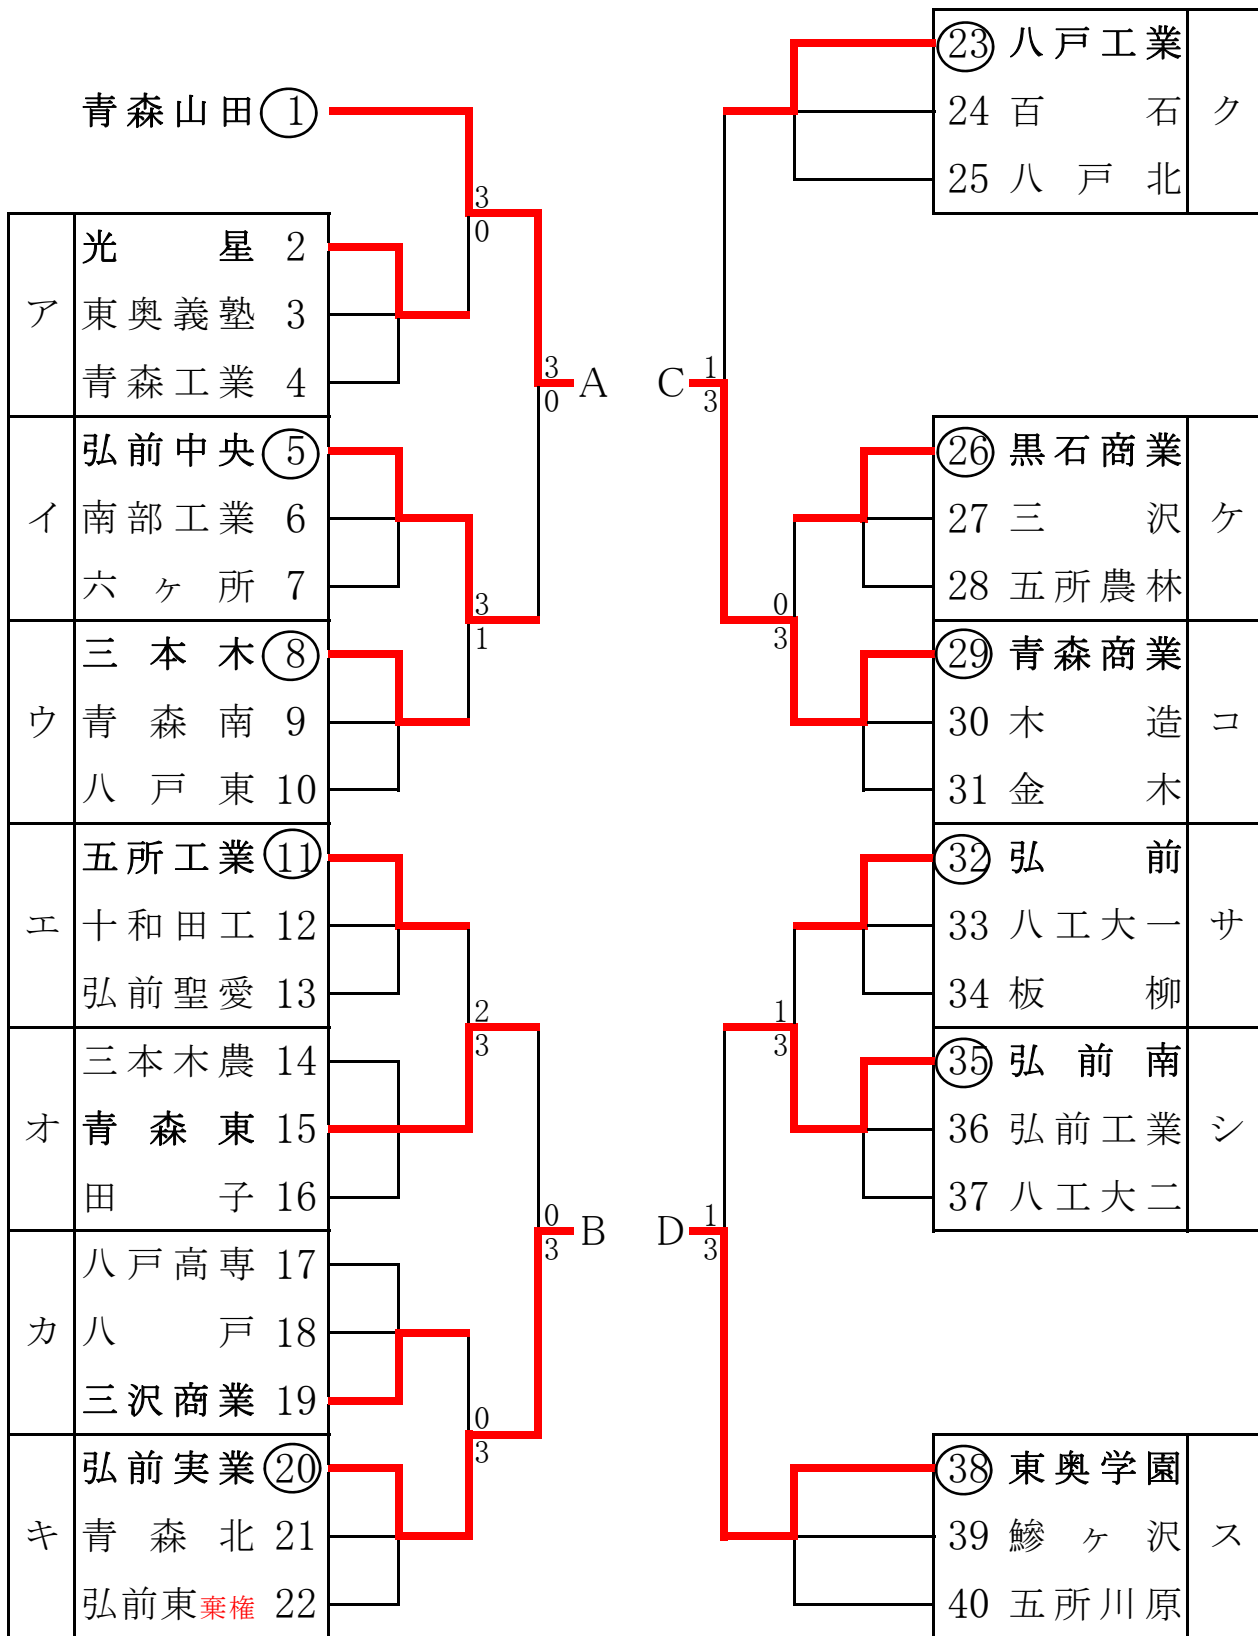 青森山田 1
ア
光星 2
東奥義塾 3
青森工業 4
イ
弘前中央 5
南部工業 6
六ヶ所 7
ウ
三本木 8
青森南 9
八戸東 10
エ
五所工業 11
十和田工 12
弘前聖愛 13
オ
三本木農 14
青森東 15
田子 16
カ
八戸高専 17
八戸 18
三沢商業 19
キ
弘前実業 20
青森北 21
弘前東棄権 22
3
0
3
1
3
0
A
2
3
0
3
0
3
B
C
1
3
0
3
D
1
3
1
3
23 八戸工業
24 百石
25 八戸北
ク
26 黒石商業
27 三沢
28 五所農林
ケ
29 青森商業
30 木造
31 金木
コ
32 弘前
33 八工大一
34 板柳
サ
35 弘前南
36 弘前工業
37 八工大二
シ
38 東奥学園
39 鰺ヶ沢
40 五所川原
ス